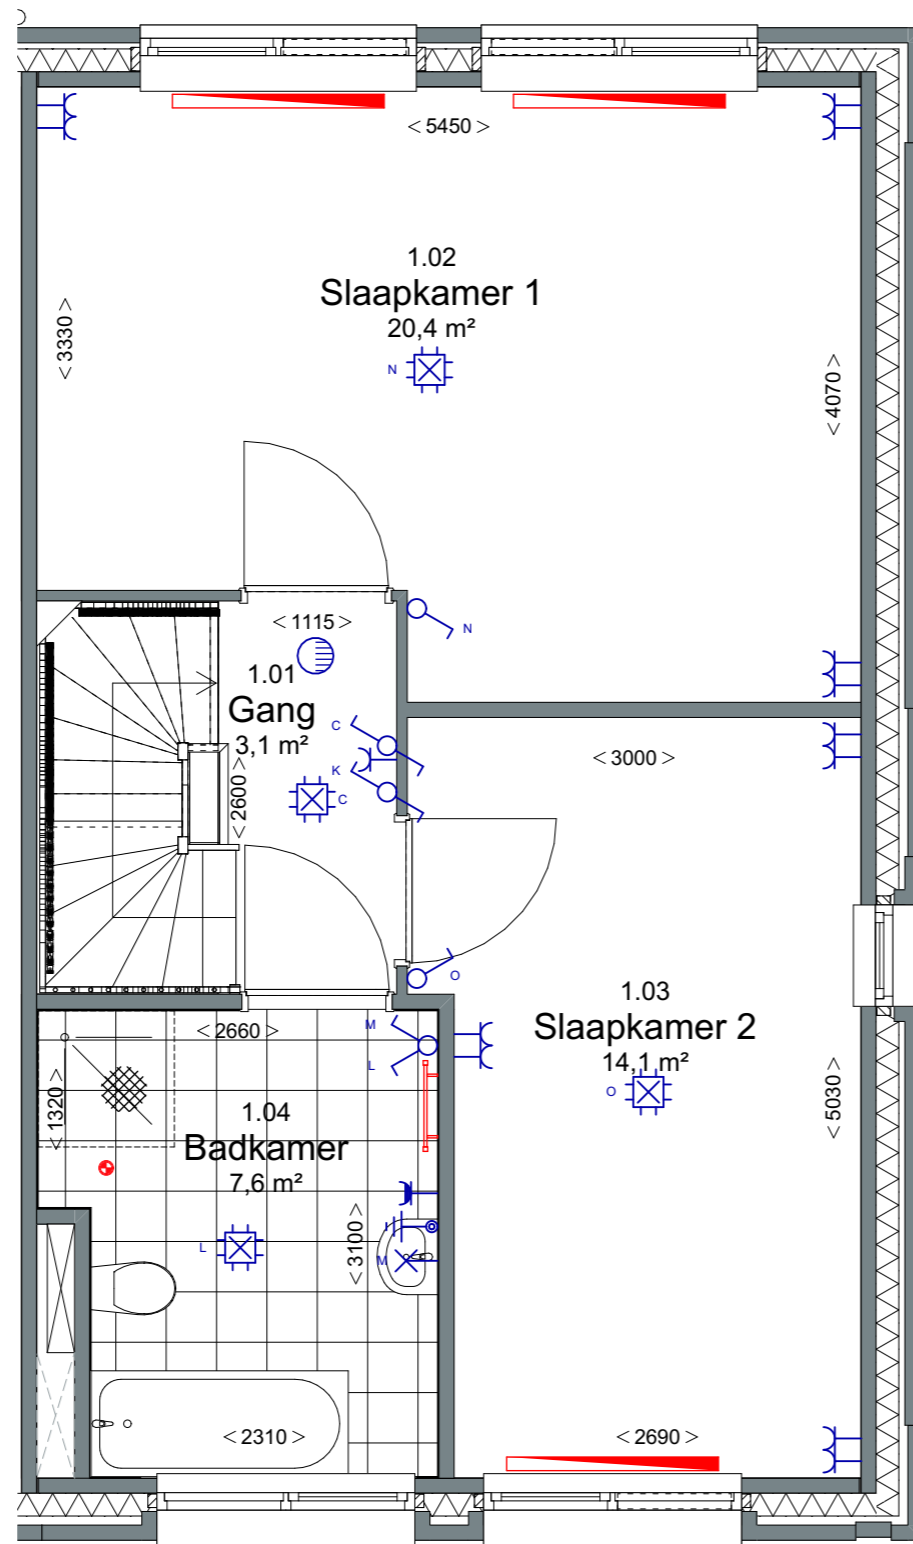 <5450>
1.02
Slaapkamer 1
20,4 m²
N
<3330>
<4070>
N
<1115>
1.01
Gang
3,1 m²
C
K
C
<2600>
<3000>
O
1.03
Slaapkamer 2
14,1 m²
O
<5030>
<2660>
M
L
<1320>
1.04
Badkamer
7,6 m²
L
<3100>
M
<2310>
<2690>